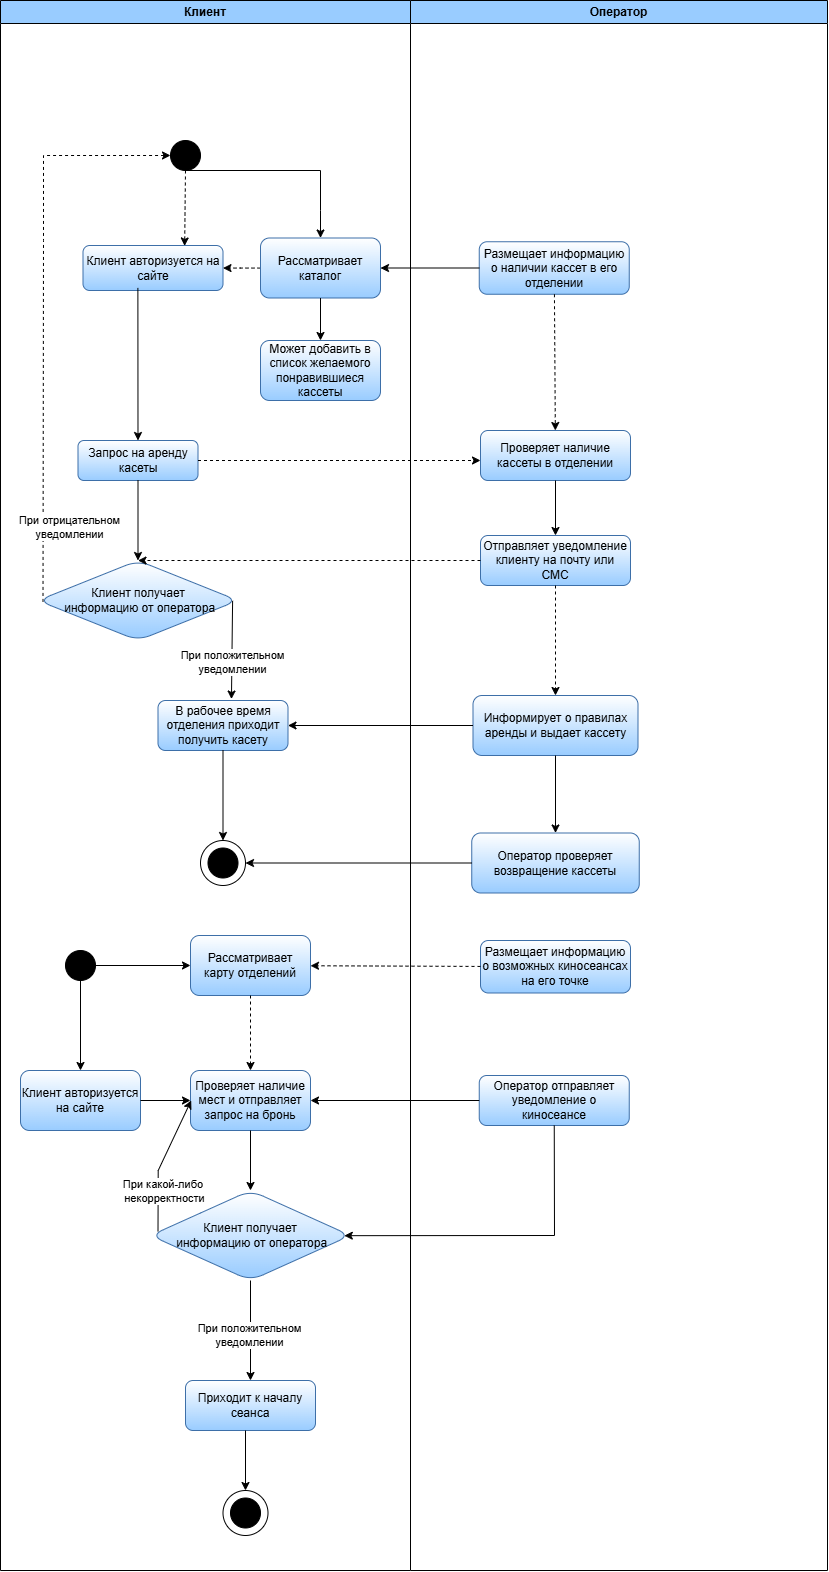 Клиент
Оператор
Клиент авторизуется на
сайте
Рассматривает
каталог
Размещает информацию
о наличии кассет в его
отделении
Может добавить в
список желаемого
понравившиеся
кассеты
Запрос на аренду
касеты
Проверяет наличие
кассеты в отделении
При отрицательном
уведомлении
Отправляет уведомление
клиенту на почту или
СМС
Клиент получает
информацию от оператора
При положительном
уведомлении
В рабочее время
отделения приходит
получить касету
Информирует о правилах
аренды и выдает кассету
Оператор проверяет
возвращение кассеты
Рассматривает
карту отделений
Размещает информацию
о возможных киносеансах
на его точке
Клиент авторизуется
на сайте
Проверяет наличие
мест и отправляет
запрос на бронь
Оператор отправляет
уведомление о
киносеансе
При какой-либо
некорректности
Клиент получает
информацию от оператора
При положительном
уведомлении
Приходит к началу
сеанса